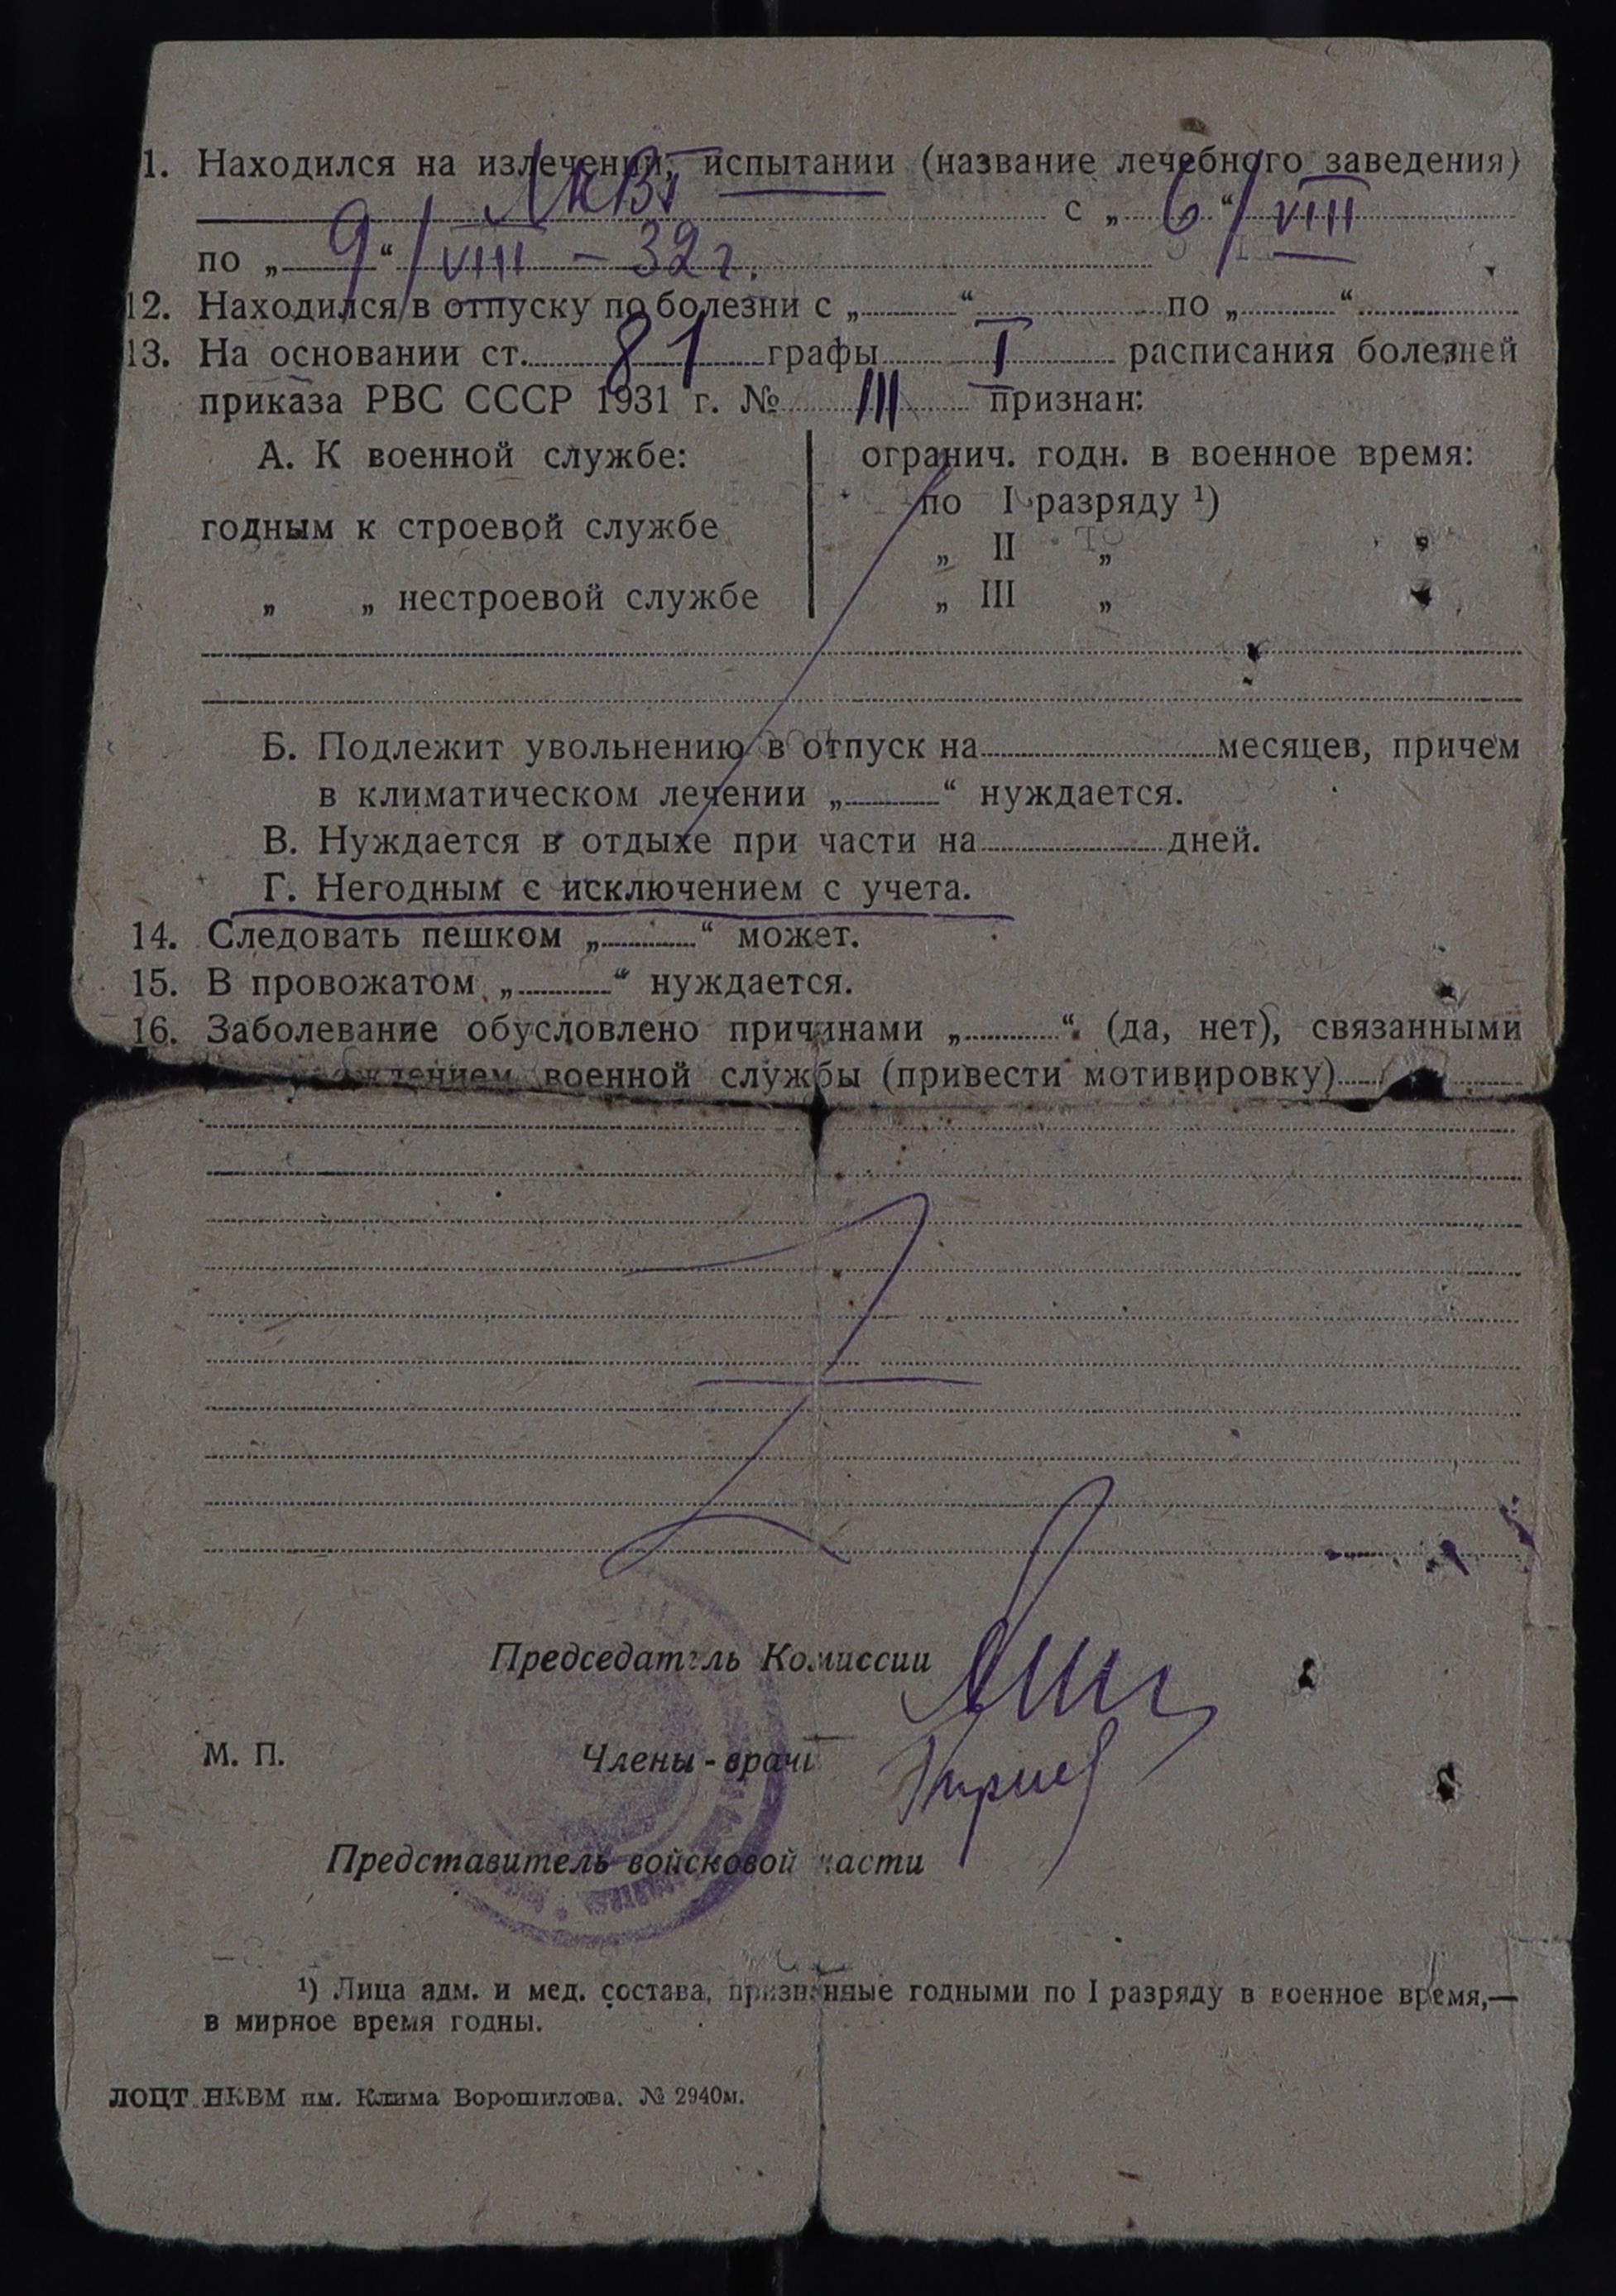 1. Находился на излечении, испытании (название лечебного заведения)
с „ 6 “ / VIII
по „ 9 “ / VIII – 32 г.
12. Находился в отпуску по болезни с „ “ по „ “
13. На основании ст. 81 графы I расписания болезней
приказа РВС СССР 1931 г. № III признан:
А. К военной службе:
огранич. годн. в военное время:
по I разряду ¹)
годным к строевой службе
„ II „
„ „ нестроевой службе
„ III „
Б. Подлежит увольнению в отпуск на месяцев, причем
в климатическом лечении „ “ нуждается.
В. Нуждается в отдыхе при части на дней.
Г. Негодным с исключением с учета.
14. Следовать пешком „ “ может.
15. В провожатом „ “ нуждается.
16. Заболевание обусловлено причинами „ “ (да, нет), связанными
военной службы (привести мотивировку)
Председатель Комиссии
М. П. Члены-врачи
Представитель войсковой части
¹) Лица адм. и мед. состава, признанные годными по I разряду в военное время,—
в мирное время годны.
ЛОЦТ НКВМ им. Клима Ворошилова. № 2940м.